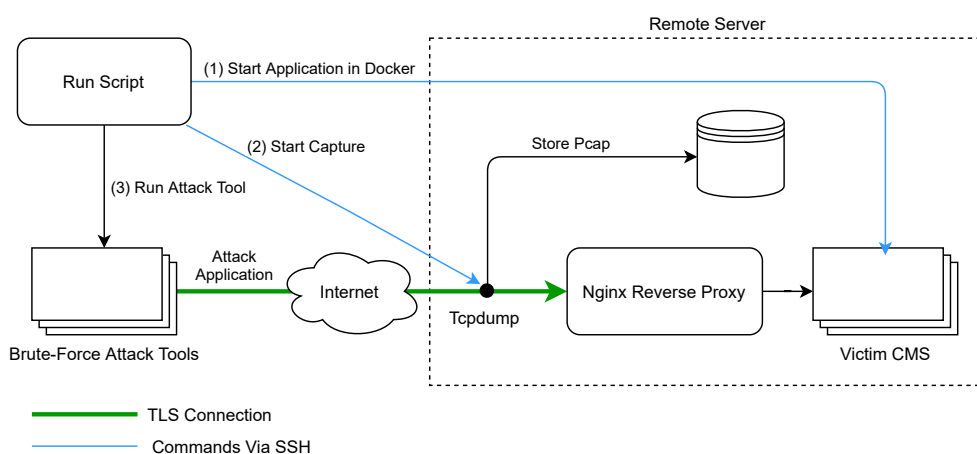 Remote Server
Run Script
(1) Start Application in Docker
(2) Start Capture
Store Pcap
(3) Run Attack Tool
Attack
Application
Internet
Nginx Reverse Proxy
Tcpdump
Brute-Force Attack Tools
Victim CMS
TLS Connection
Commands Via SSH